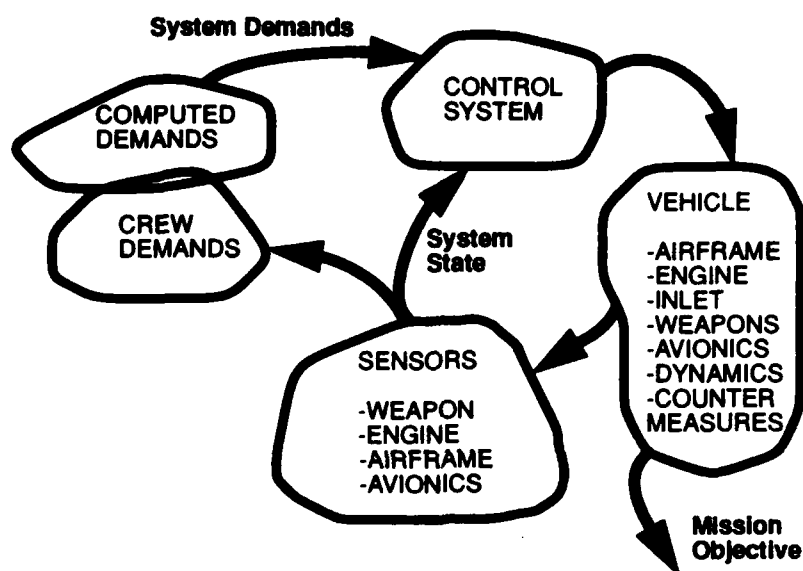 System Demands
COMPUTED
DEMANDS
CREW
DEMANDS
CONTROL
SYSTEM
System
State
VEHICLE
-AIRFRAME
-ENGINE
-INLET
-WEAPONS
-AVIONICS
-DYNAMICS
-COUNTER
MEASURES
SENSORS
-WEAPON
-ENGINE
-AIRFRAME
-AVIONICS
Mission
Objective